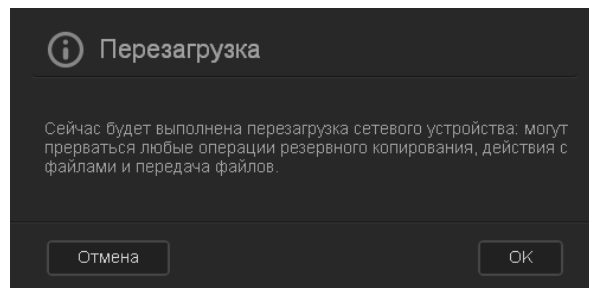 Перезагрузка
Сейчас будет выполнена перезагрузка сетевого устройства: могут
прерваться любые операции резервного копирования, действия с
файлами и передача файлов.
Отмена
OK